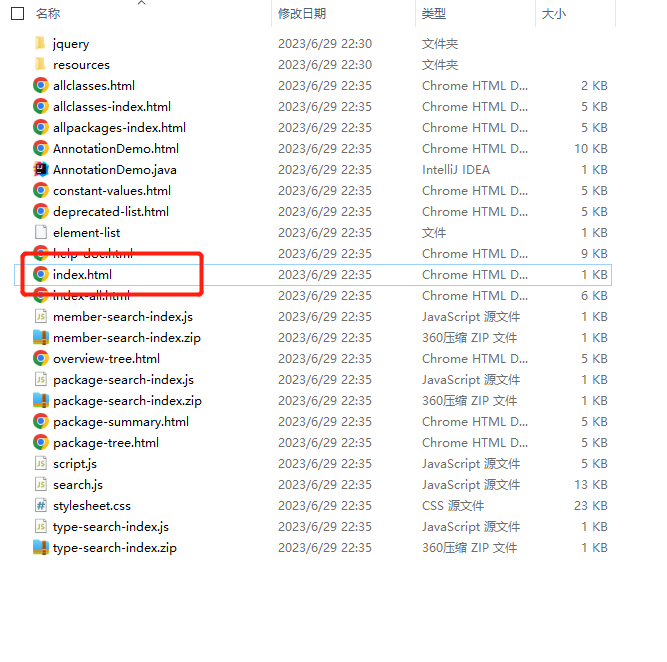 名称 修改日期 类型 大小
jquery 2023/6/29 22:30 文件夹
resources 2023/6/29 22:30 文件夹
allclasses.html 2023/6/29 22:35 Chrome HTML D... 2 KB
allclasses-index.html 2023/6/29 22:35 Chrome HTML D... 5 KB
allpackages-index.html 2023/6/29 22:35 Chrome HTML D... 5 KB
AnnotationDemo.html 2023/6/29 22:35 Chrome HTML D... 10 KB
AnnotationDemo.java 2023/6/29 22:35 IntelliJ IDEA 1 KB
constant-values.html 2023/6/29 22:35 Chrome HTML D... 5 KB
deprecated-list.html 2023/6/29 22:35 Chrome HTML D... 5 KB
element-list 2023/6/29 22:35 文件 1 KB
help-doc.html 2023/6/29 22:35 Chrome HTML D... 9 KB
index.html 2023/6/29 22:35 Chrome HTML D... 1 KB
index-all.html 2023/6/29 22:35 Chrome HTML D... 6 KB
member-search-index.js 2023/6/29 22:35 JavaScript 源文件 1 KB
member-search-index.zip 2023/6/29 22:35 360压缩 ZIP 文件 1 KB
overview-tree.html 2023/6/29 22:35 Chrome HTML D... 5 KB
package-search-index.js 2023/6/29 22:35 JavaScript 源文件 1 KB
package-search-index.zip 2023/6/29 22:35 360压缩 ZIP 文件 1 KB
package-summary.html 2023/6/29 22:35 Chrome HTML D... 5 KB
package-tree.html 2023/6/29 22:35 Chrome HTML D... 5 KB
script.js 2023/6/29 22:35 JavaScript 源文件 5 KB
search.js 2023/6/29 22:35 JavaScript 源文件 13 KB
stylesheet.css 2023/6/29 22:35 CSS 源文件 23 KB
type-search-index.js 2023/6/29 22:35 JavaScript 源文件 1 KB
type-search-index.zip 2023/6/29 22:35 360压缩 ZIP 文件 1 KB